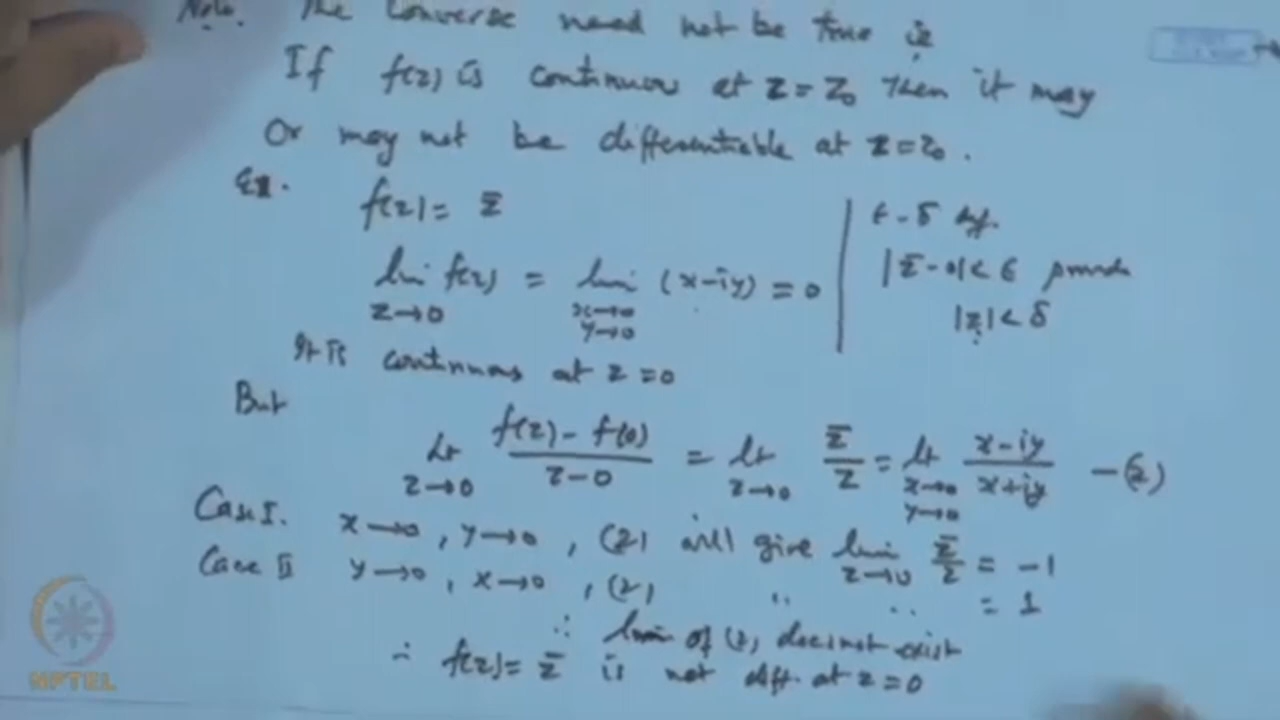 Note. The Converse need not be true ie
If f(z) is continuous at z = z₀ then it may
Or may not be differentiable at z = z₀.
Ex. f(z) = z̄
lim z→0 f(z) = lim x→0 y→0 (x-iy) = 0
ε-δ
|z̄-0| < ε
|z| < δ
It is continuous at z = 0
But
lt z→0 (f(z) - f(0))/(z-0) = lt z→0 z̄/z = lt x→0 y→0 (x-iy)/(x+iy) -(2)
Case I. x→0, y→0, (2) will give lim z→0 z̄/z = -1
Case II y→0, x→0, (2) ,, ,, = 1
∴ lim of (2) does not exist
∴ f(z) = z̄ is not diff. at z = 0
NPTEL